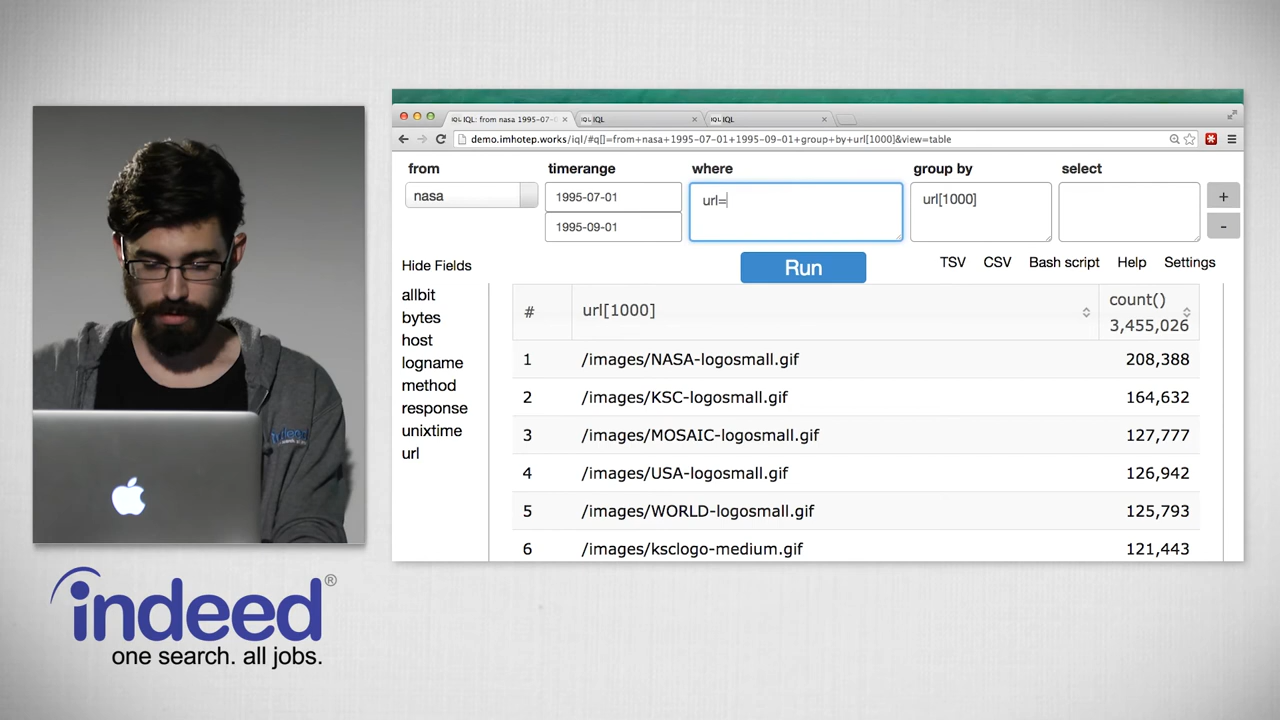 IQL IQL: from nasa 1995-07-0
IQL IQL
IQL IQL
demo.imhotep.works/iql/#q[]=from+nasa+1995-07-01+1995-09-01+group+by+url[1000]&view=table
from
timerange
where
group by
select
nasa
1995-07-01
1995-09-01
url=
url[1000]
+
-
Hide Fields
Run
TSV
CSV
Bash script
Help
Settings
allbit
bytes
host
logname
method
response
unixtime
url
# url[1000] count()
3,455,026
1 /images/NASA-logosmall.gif 208,388
2 /images/KSC-logosmall.gif 164,632
3 /images/MOSAIC-logosmall.gif 127,777
4 /images/USA-logosmall.gif 126,942
5 /images/WORLD-logosmall.gif 125,793
6 /images/ksclogo-medium.gif 121,443
indeed
indeed®
one search. all jobs.